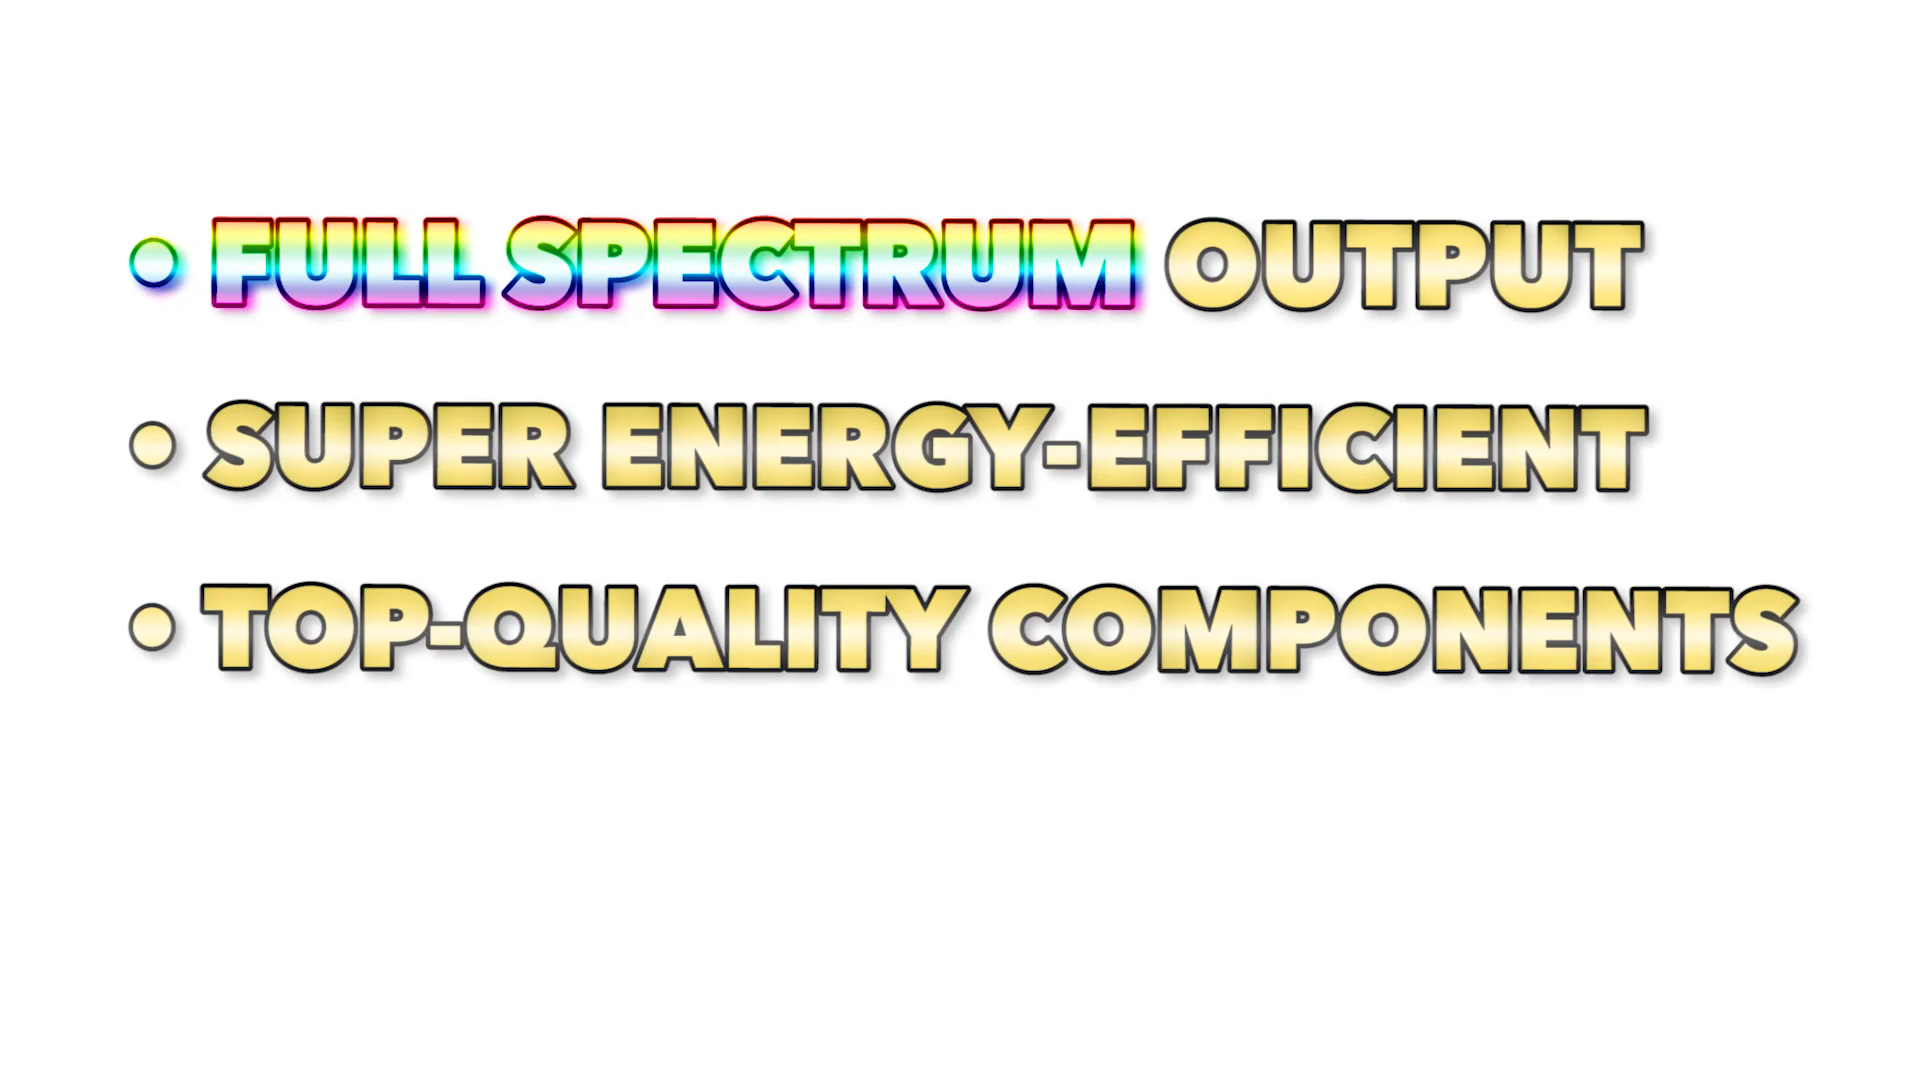 • FULL SPECTRUM OUTPUT
• SUPER ENERGY-EFFICIENT
• TOP-QUALITY COMPONENTS